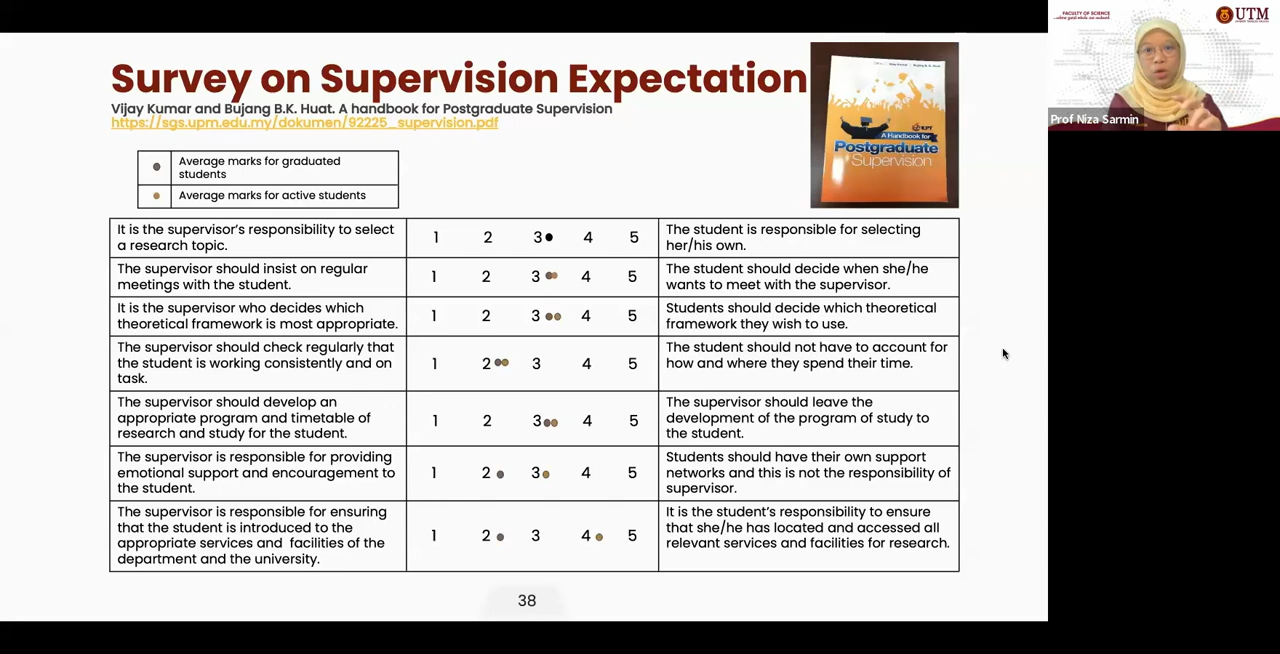 Survey on Supervision Expectation
Vijay Kumar and Bujang B.K. Huat. A handbook for Postgraduate Supervision
https://sgs.upm.edu.my/dokumen/92225_supervision.pdf
Average marks for graduated
students
Average marks for active students
A Handbook for
Postgraduate
Supervision
FACULTY OF SCIENCE
UTM
Prof Niza Sarmin
It is the supervisor's responsibility to select
a research topic.
1 2 3 4 5
The student is responsible for selecting
her/his own.
The supervisor should insist on regular
meetings with the student.
1 2 3 4 5
The student should decide when she/he
wants to meet with the supervisor.
It is the supervisor who decides which
theoretical framework is most appropriate.
1 2 3 4 5
Students should decide which theoretical
framework they wish to use.
The supervisor should check regularly that
the student is working consistently and on
task.
1 2 3 4 5
The student should not have to account for
how and where they spend their time.
The supervisor should develop an
appropriate program and timetable of
research and study for the student.
1 2 3 4 5
The supervisor should leave the
development of the program of study to
the student.
The supervisor is responsible for providing
emotional support and encouragement to
the student.
1 2 3 4 5
Students should have their own support
networks and this is not the responsibility of
supervisor.
The supervisor is responsible for ensuring
that the student is introduced to the
appropriate services and facilities of the
department and the university.
1 2 3 4 5
It is the student's responsibility to ensure
that she/he has located and accessed all
relevant services and facilities for research.
38